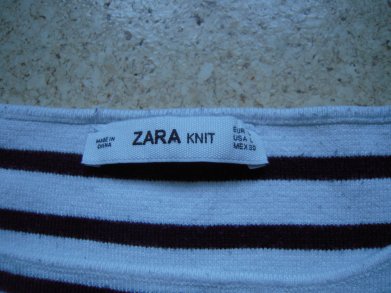 MADE IN
CHINA
ZARA KNIT
EUR
USA
MEX